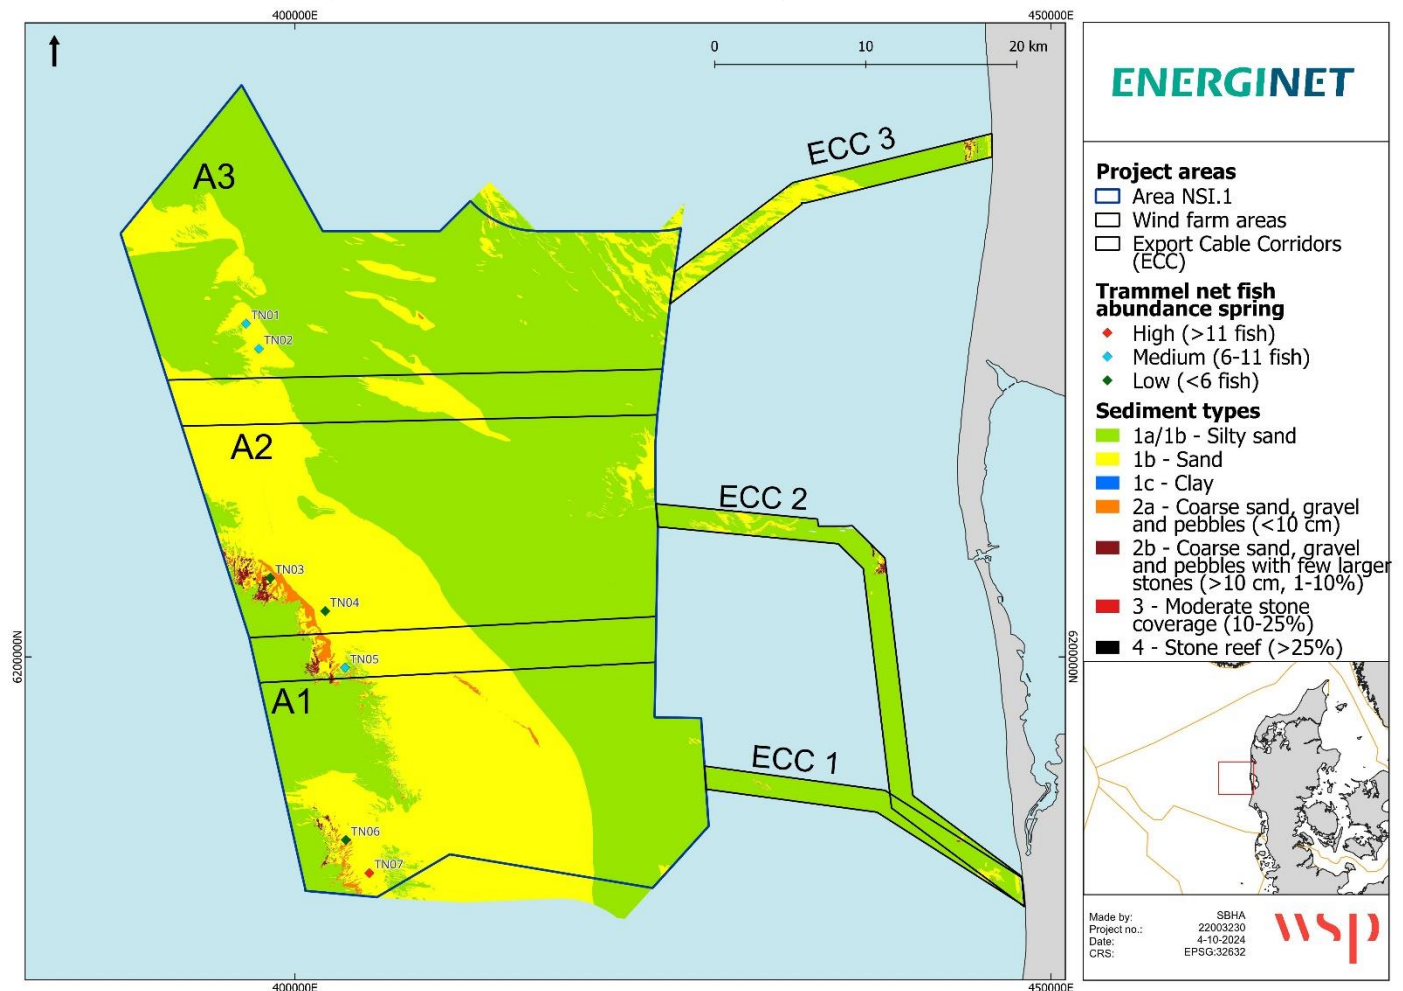 400000E
450000E
0
10
20 km
ENERGINET
ECC 3
A3
Project areas
Area NSI.1
Wind farm areas
Export Cable Corridors
(ECC)
Trammel net fish
abundance spring
High (>11 fish)
Medium (6-11 fish)
Low (<6 fish)
Sediment types
1a/1b - Silty sand
1b - Sand
1c - Clay
2a - Coarse sand, gravel
and pebbles (<10 cm)
2b - Coarse sand, gravel
and pebbles with few larger
stones (>10 cm, 1-10%)
3 - Moderate stone
coverage (10-25%)
4 - Stone reef (>25%)
TN01
TN02
A2
ECC 2
TN03
TN04
6200000N
6200000N
TN05
A1
ECC 1
TN06
TN07
Made by: SBHA
Project no.: 22003230
Date: 4-10-2024
CRS: EPSG:32632
wsp
400000E
450000E